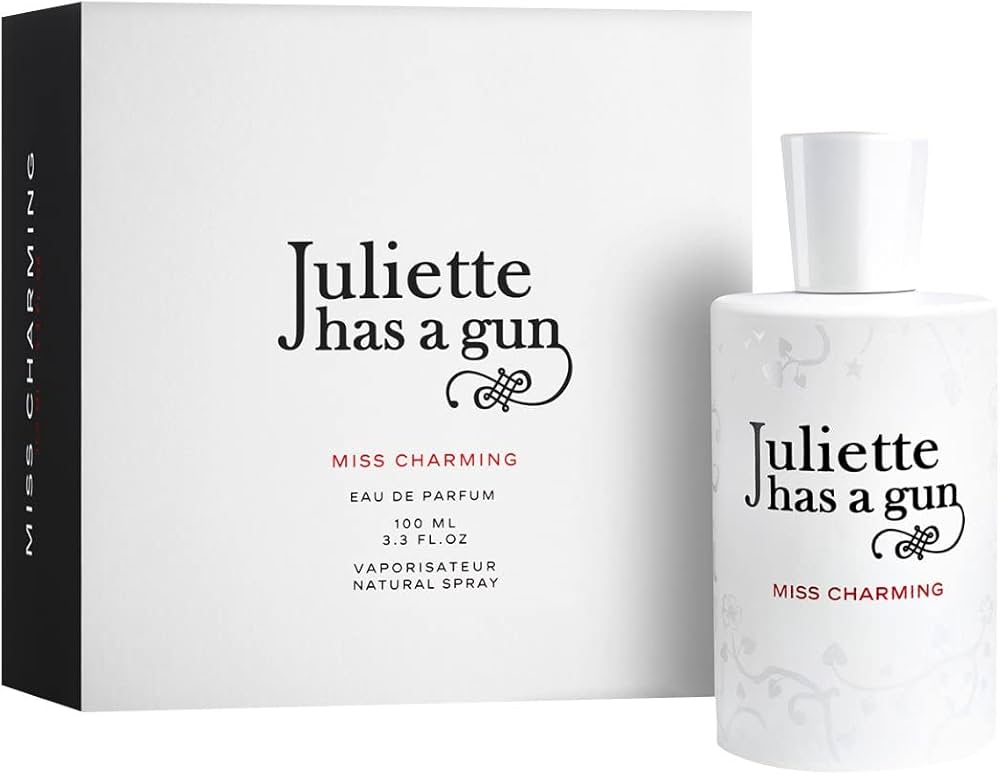 MISS CHARMING
Juliette
has a gun
MISS CHARMING
EAU DE PARFUM
100 ML
3.3 FL.OZ
VAPORISATEUR
NATURAL SPRAY
Juliette
has a gun
MISS CHARMING